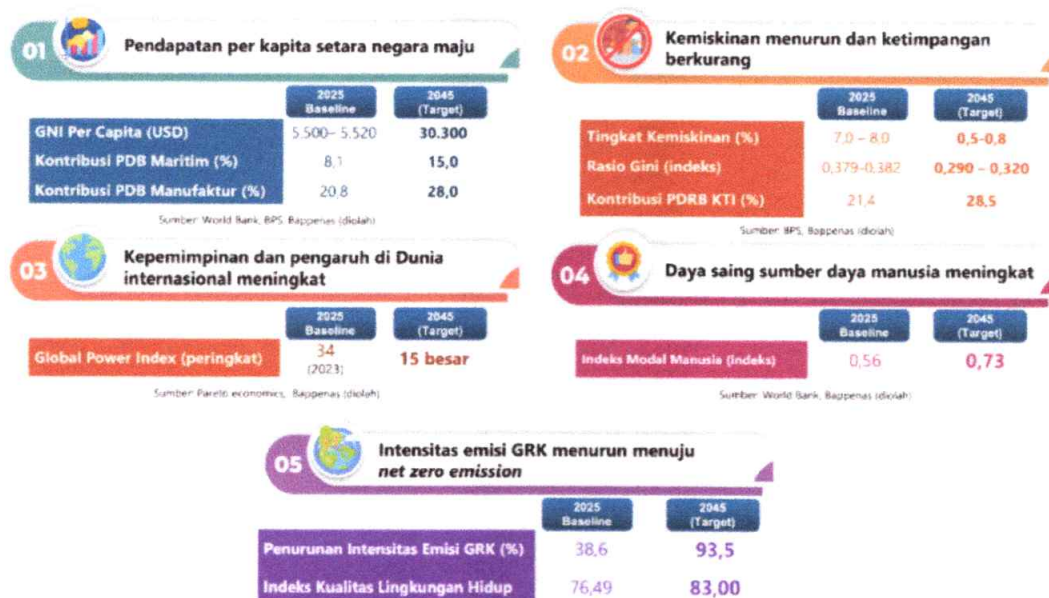 01
Pendapatan per kapita setara negara maju
2025 Baseline
2045 (Target)
GNI Per Capita (USD) 5.500– 5.520 30.300
Kontribusi PDB Maritim (%) 8,1 15,0
Kontribusi PDB Manufaktur (%) 20,8 28,0
Sumber: World Bank, BPS, Bappenas (diolah)
02
Kemiskinan menurun dan ketimpangan
berkurang
2025 Baseline
2045 (Target)
Tingkat Kemiskinan (%) 7,0 – 8,0 0,5-0,8
Rasio Gini (indeks) 0,379-0,382 0,290 – 0,320
Kontribusi PDRB KTI (%) 21,4 28,5
Sumber: BPS, Bappenas (diolah)
03
Kepemimpinan dan pengaruh di Dunia
internasional meningkat
2025 Baseline
2045 (Target)
Global Power Index (peringkat) 34 15 besar
(2023)
Sumber: Pareto economics, Bappenas (diolah)
04
Daya saing sumber daya manusia meningkat
2025 Baseline
2045 (Target)
Indeks Modal Manusia (indeks) 0,56 0,73
Sumber: World Bank, Bappenas (diolah)
05
Intensitas emisi GRK menurun menuju
net zero emission
2025 Baseline
2045 (Target)
Penurunan Intensitas Emisi GRK (%) 38,6 93,5
Indeks Kualitas Lingkungan Hidup 76,49 83,00